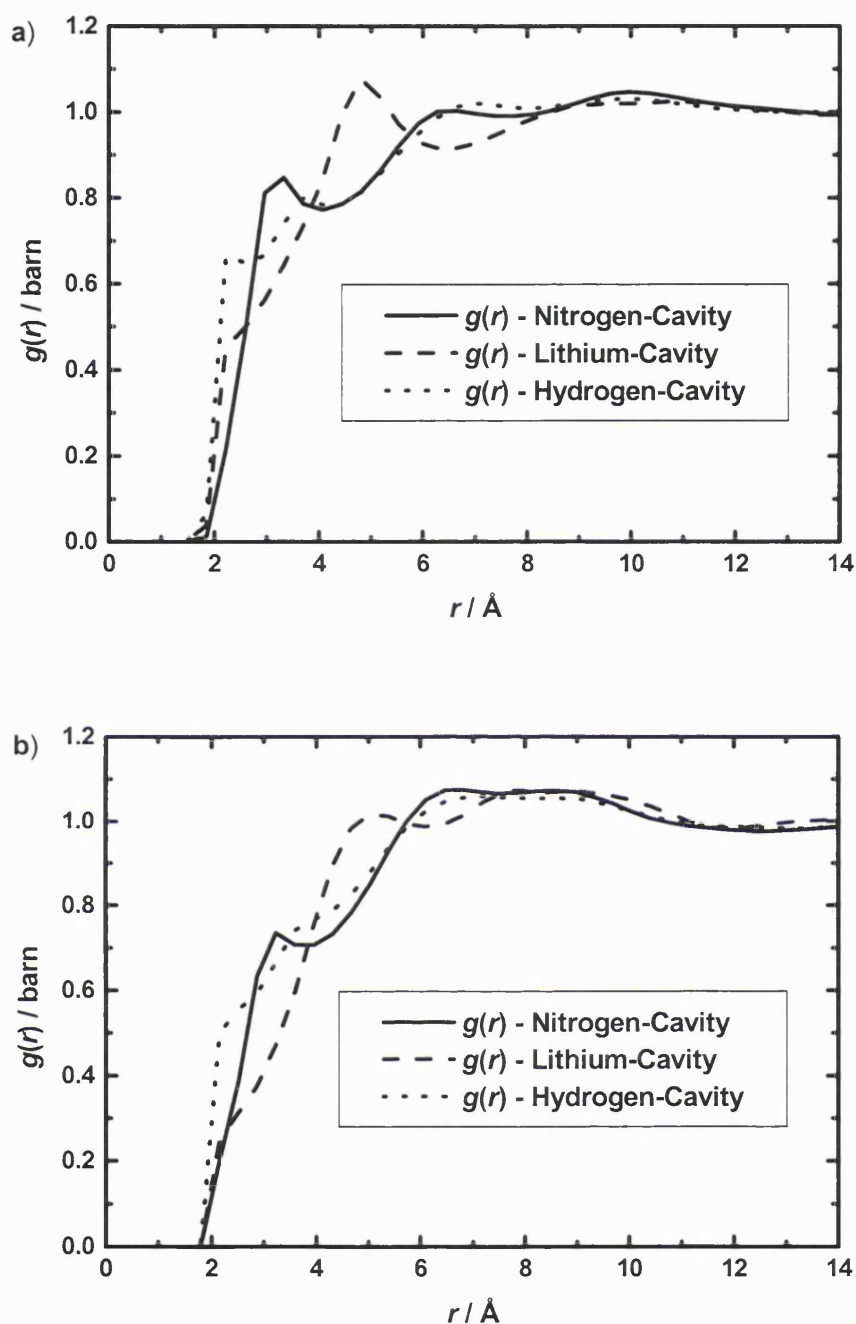 a)
1.2
1.0
0.8
0.6
0.4
0.2
0.0
g(r) / barn
g(r) - Nitrogen-Cavity
g(r) - Lithium-Cavity
g(r) - Hydrogen-Cavity
0 2 4 6 8 10 12 14
r / Å
b)
1.2
1.0
0.8
0.6
0.4
0.2
0.0
g(r) / barn
g(r) - Nitrogen-Cavity
g(r) - Lithium-Cavity
g(r) - Hydrogen-Cavity
0 2 4 6 8 10 12 14
r / Å